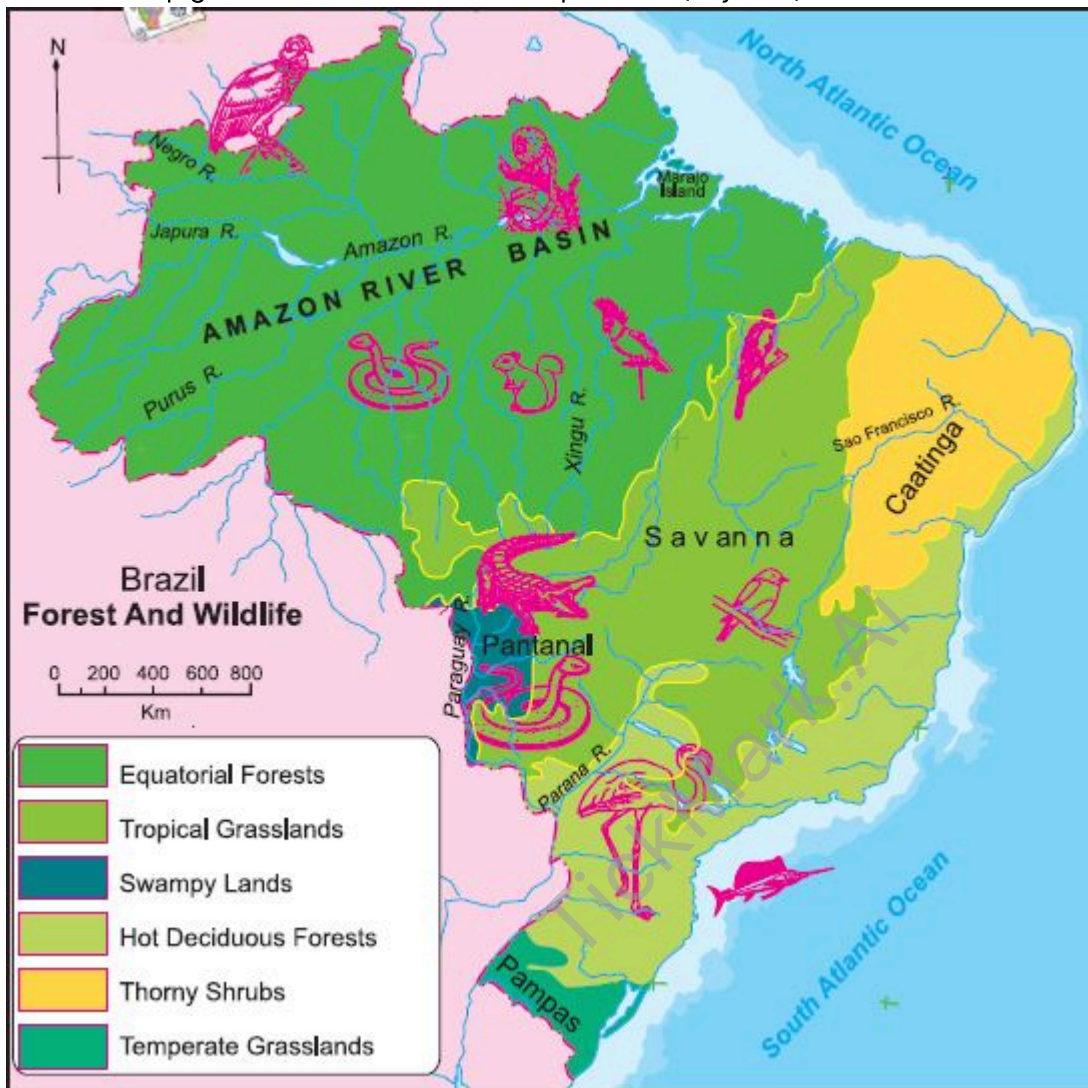 N
North Atlantic
Ocean
Negro R.
Marajo
Island
Japura R.
Amazon R.
AMAZON RIVER BASIN
Purus R.
Xingu R.
Sao Francisco R.
Caatinga
Savanna
Brazil
Forest And Wildlife
Paraguay R.
Pantanal
0 200 400 600 800
Km
Parana R.
Equatorial Forests
Tropical Grasslands
Swampy Lands
Hot Deciduous Forests
Thorny Shrubs
Temperate Grasslands
Pampas
South Atlantic Ocean
Tickmark.AI